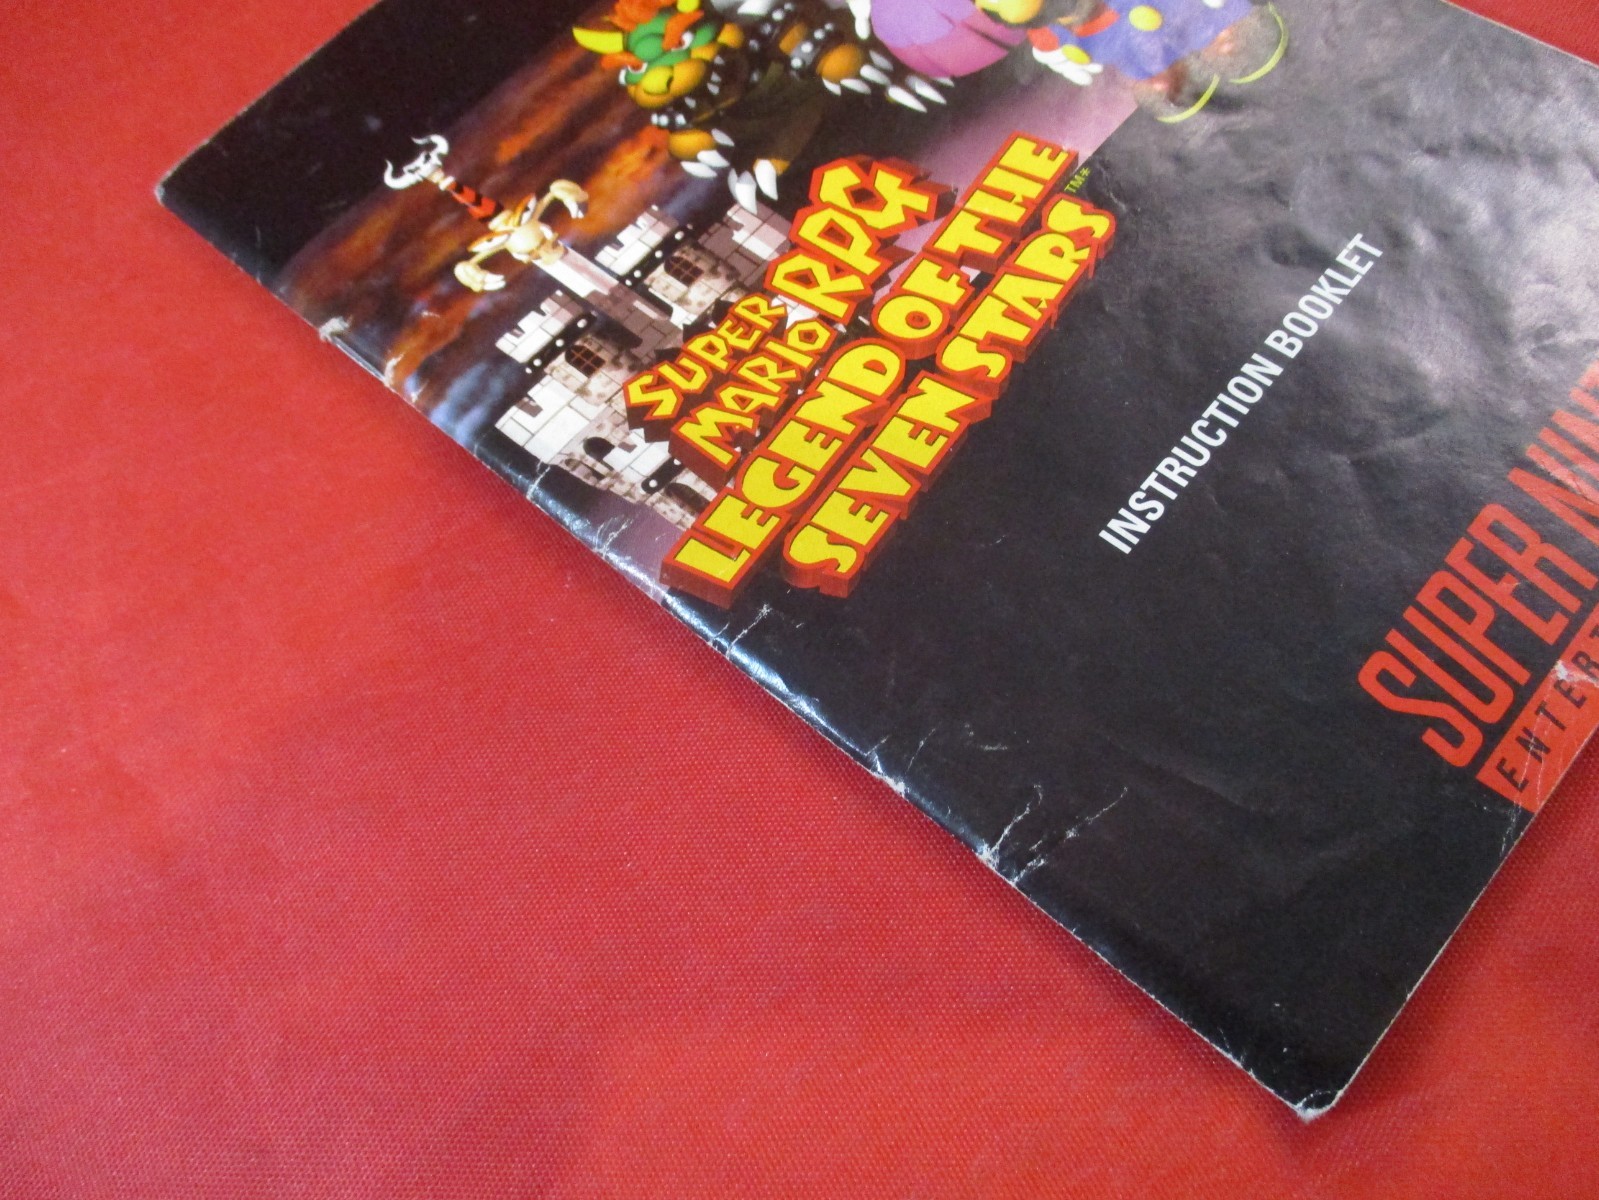 SUPER
MARIO RPG
LEGEND OF THE
SEVEN STARS
TM*
INSTRUCTION BOOKLET
SUPER